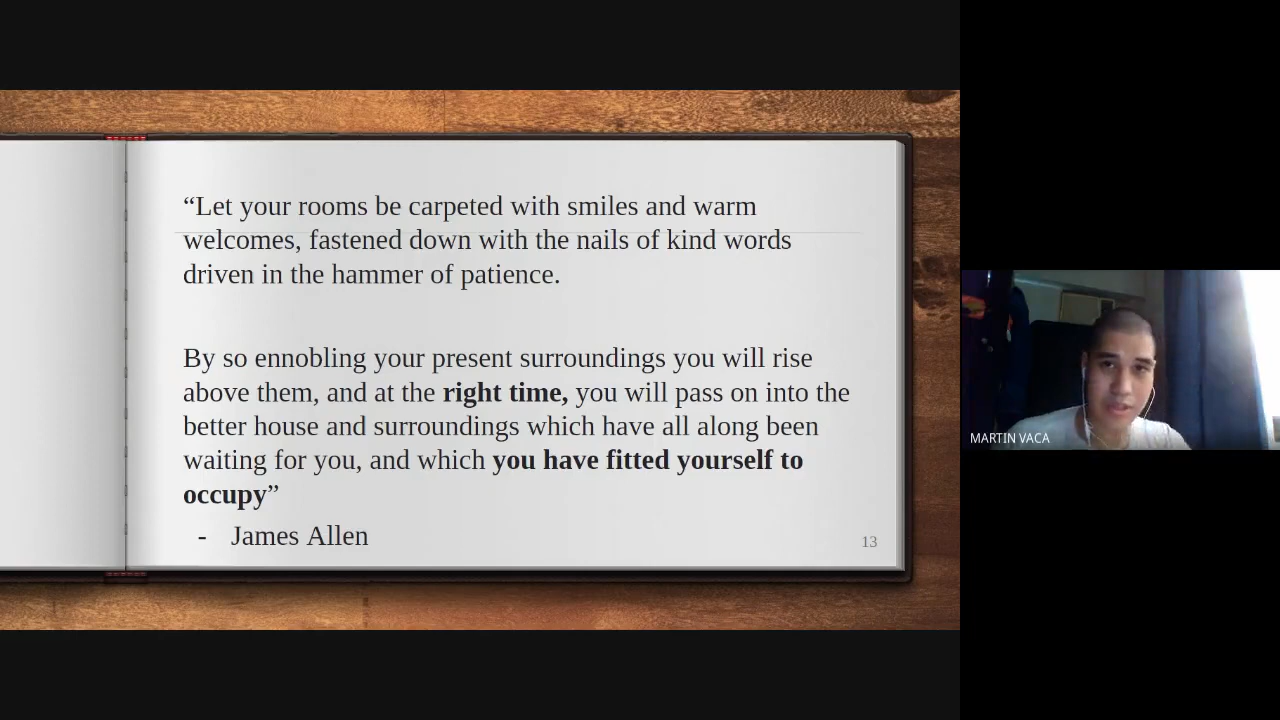 “Let your rooms be carpeted with smiles and warm
welcomes, fastened down with the nails of kind words
driven in the hammer of patience.
By so ennobling your present surroundings you will rise
above them, and at the right time, you will pass on into the
better house and surroundings which have all along been
waiting for you, and which you have fitted yourself to
occupy”
- James Allen
13
MARTIN VACA